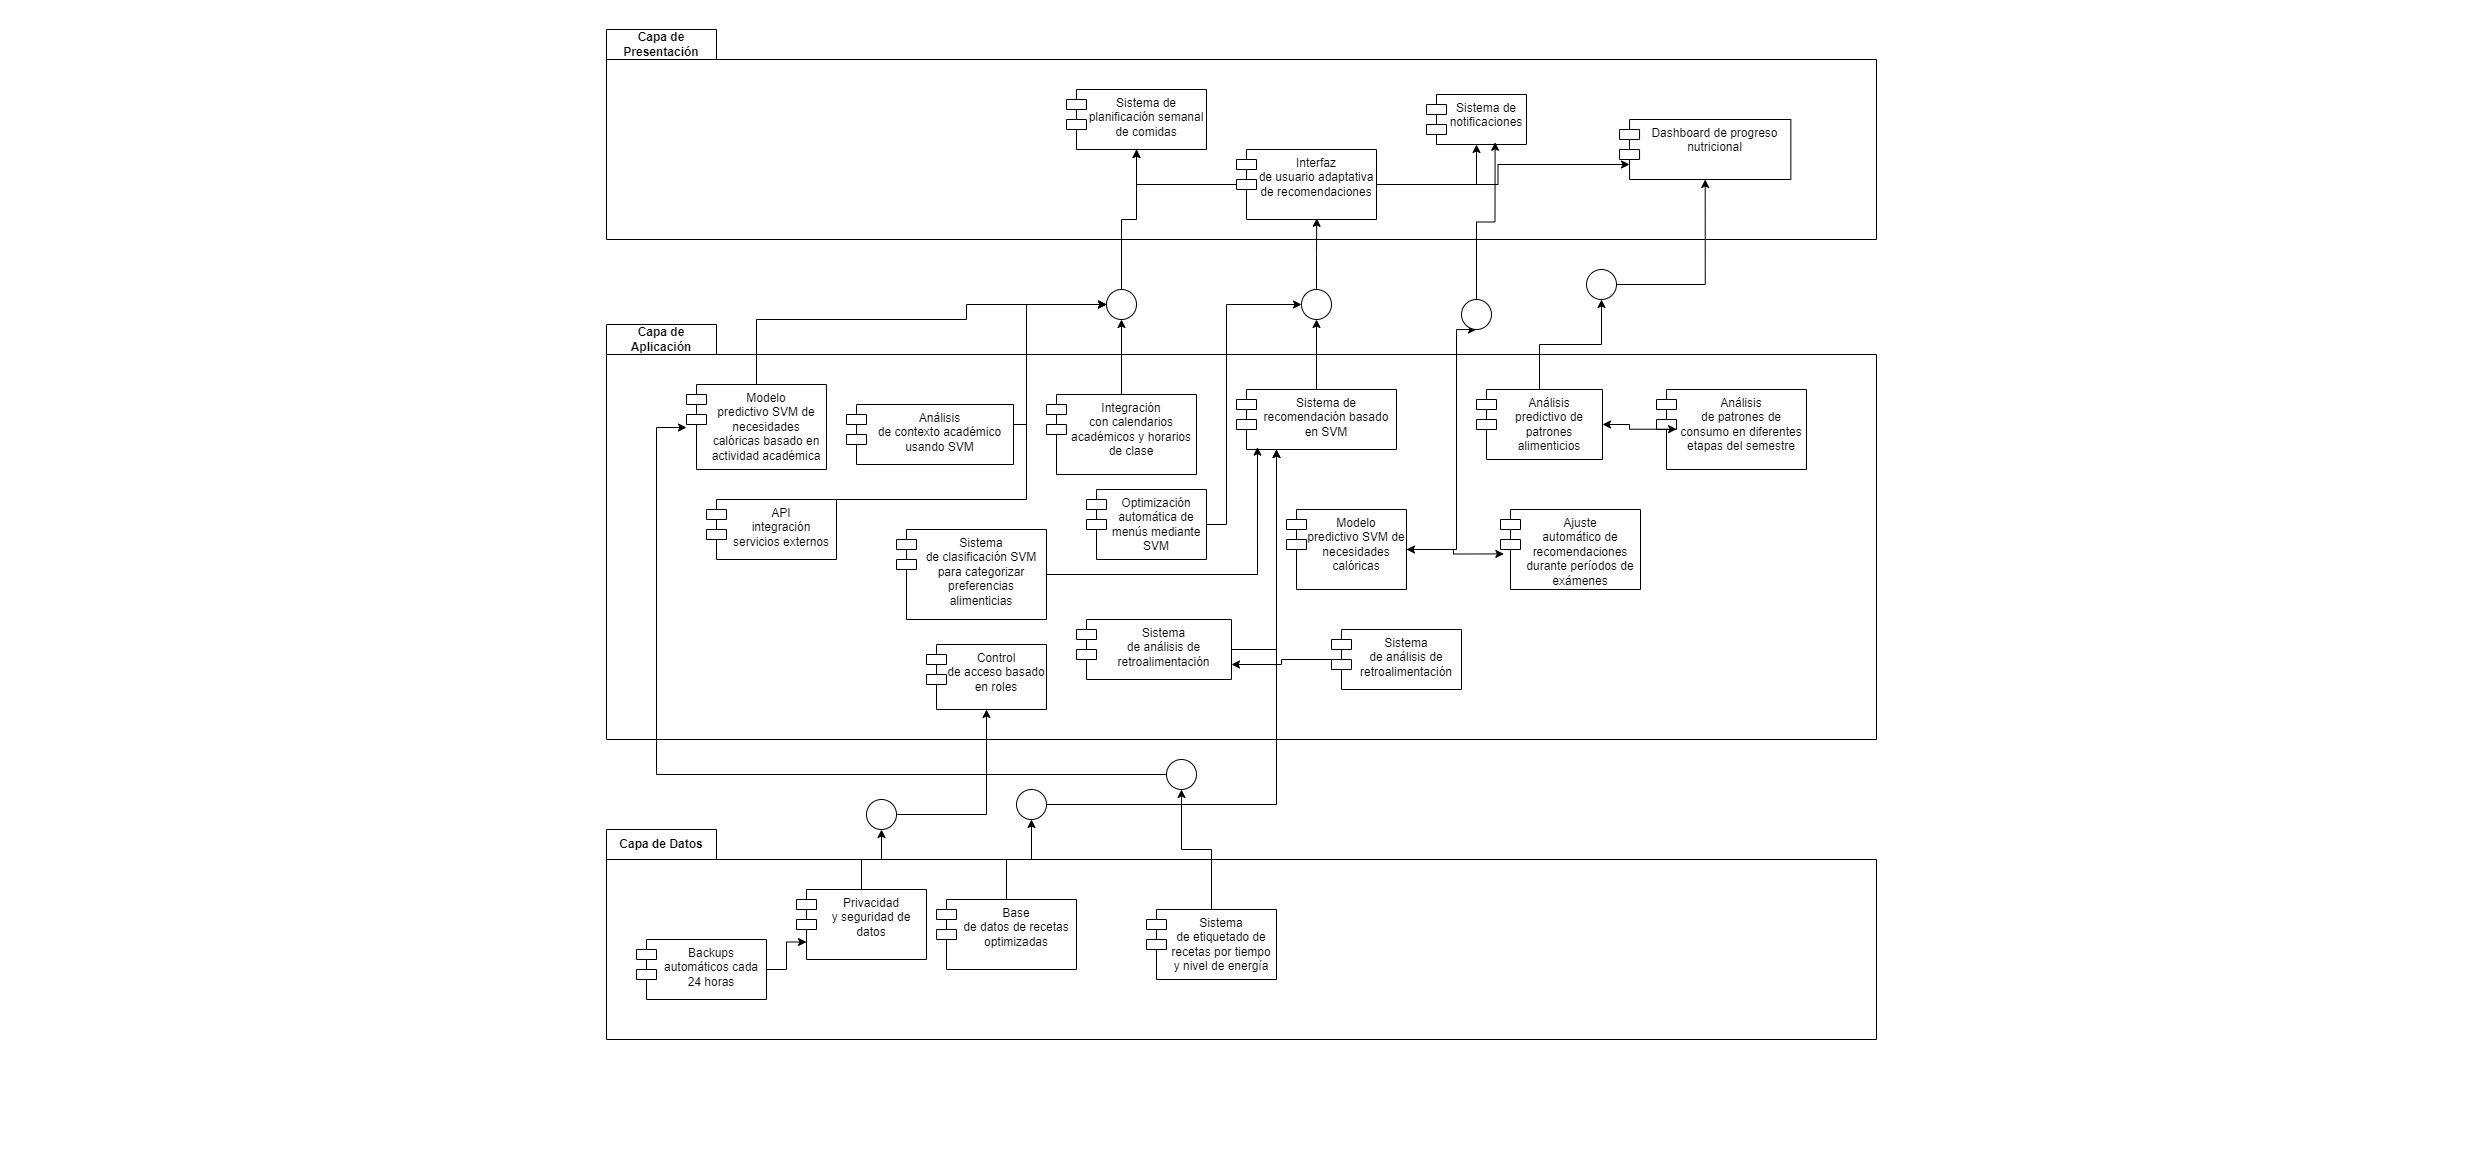 Capa de
Presentación
Sistema de
planificación semanal
de comidas
Sistema de
notificaciones
Dashboard de progreso
nutricional
Interfaz
de usuario adaptativa
de recomendaciones
Capa de
Aplicación
Modelo
predictivo SVM de
necesidades
calóricas basado en
actividad académica
Análisis
de contexto académico
usando SVM
Integración
con calendarios
académicos y horarios
de clase
Sistema de
recomendación basado
en SVM
Análisis
predictivo de
patrones
alimenticios
Análisis
de patrones de
consumo en diferentes
etapas del semestre
API
integración
servicios externos
Sistema
de clasificación SVM
para categorizar
preferencias
alimenticias
Optimización
automática de
menús mediante
SVM
Modelo
predictivo SVM de
necesidades
calóricas
Ajuste
automático de
recomendaciones
durante períodos de
exámenes
Control
de acceso basado
en roles
Sistema
de análisis de
retroalimentación
Sistema
de análisis de
retroalimentación
Capa de Datos
Backups
automáticos cada
24 horas
Privacidad
y seguridad de
datos
Base
de datos de recetas
optimizadas
Sistema
de etiquetado de
recetas por tiempo
y nivel de energía